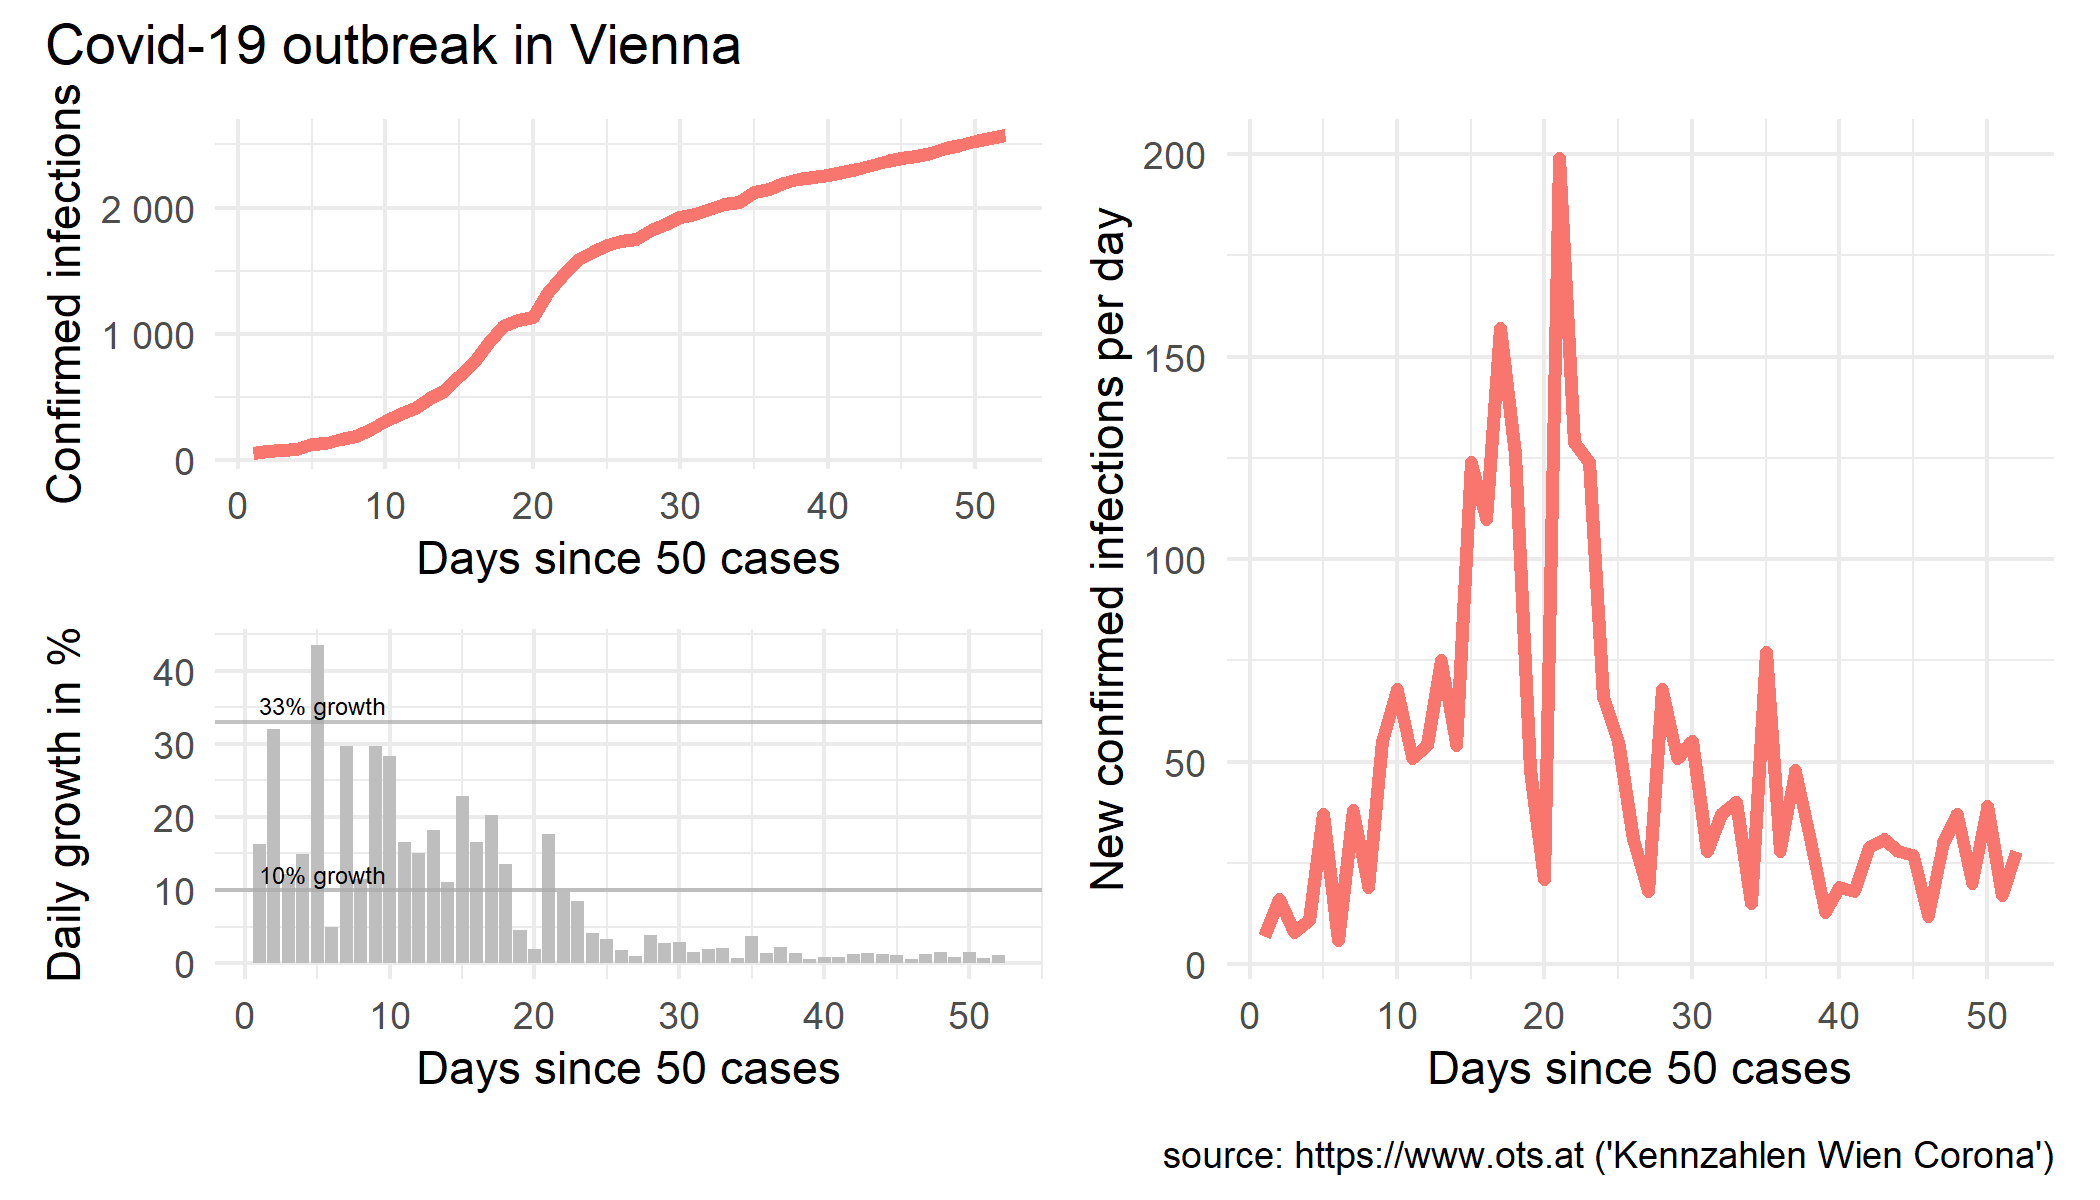 Covid-19 outbreak in Vienna
Confirmed infections
2 000
1 000
0
0 10 20 30 40 50
Days since 50 cases
Daily growth in %
40
30
20
10
0
33% growth
10% growth
0 10 20 30 40 50
Days since 50 cases
New confirmed infections per day
200
150
100
50
0
0 10 20 30 40 50
Days since 50 cases
source: https://www.ots.at ('Kennzahlen Wien Corona')